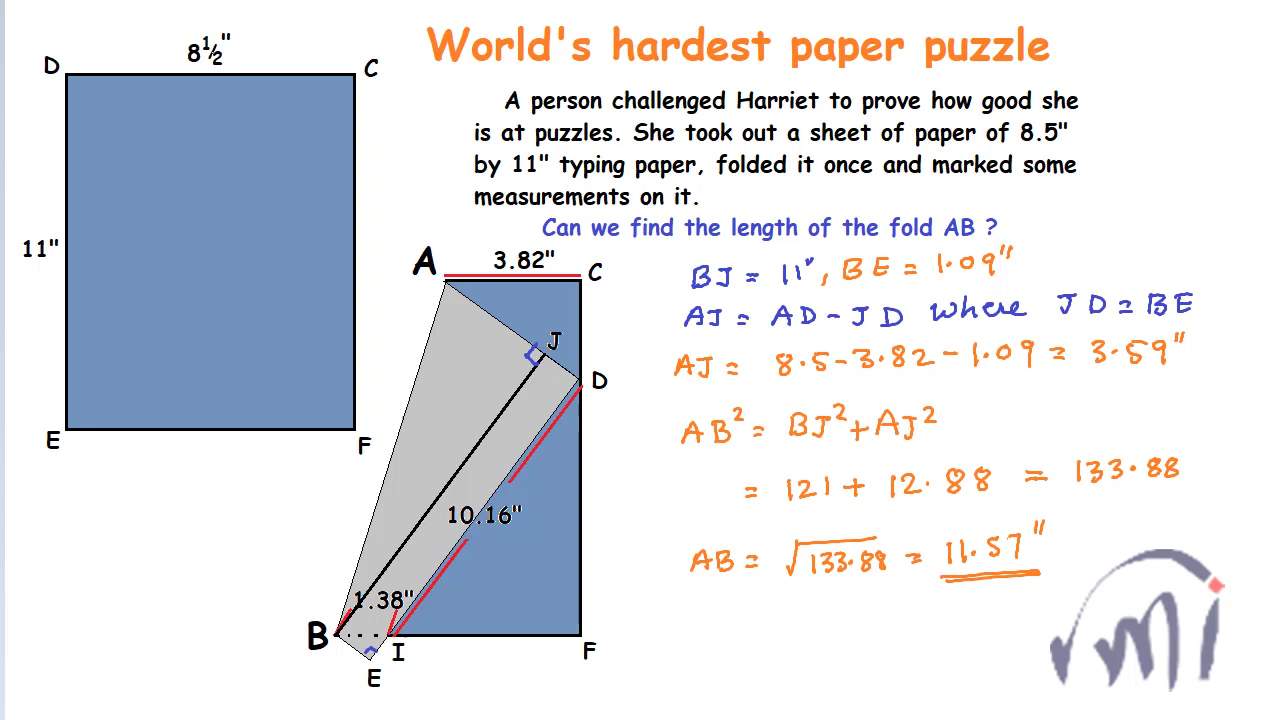 World's hardest paper puzzle
8½"
D
C
A person challenged Harriet to prove how good she
is at puzzles. She took out a sheet of paper of 8.5"
by 11" typing paper, folded it once and marked some
measurements on it.
Can we find the length of the fold AB ?
11"
E
F
A
3.82"
C
J
D
10.16"
1.38"
B
I
F
E
BJ = 11", BE = 1.09"
AJ = AD - JD where JD = BE
AJ = 8.5 - 3.82 - 1.09 = 3.59"
AB² = BJ² + AJ²
= 121 + 12.88 = 133.88
AB = √133.88 = 11.57"
rmi